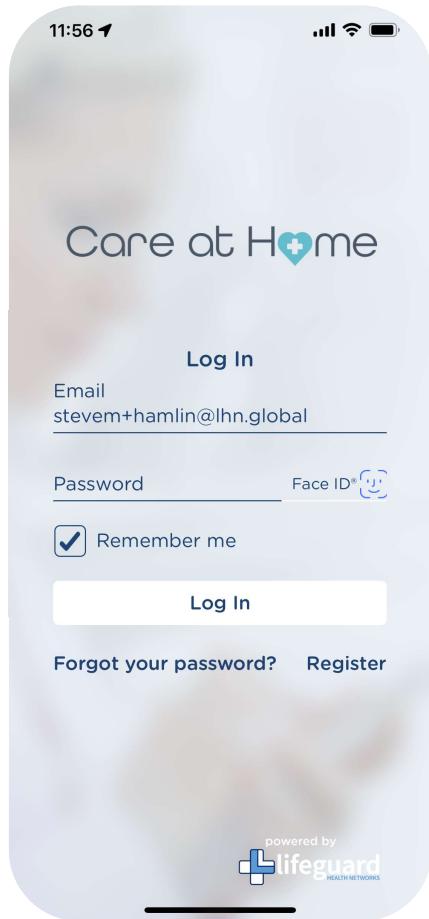 11:56
Care at Home
Log In
Email
stevem+hamlin@lhn.global
Password Face ID®
Remember me
Log In
Forgot your password? Register
powered by
lifeguard
HEALTH NETWORKS